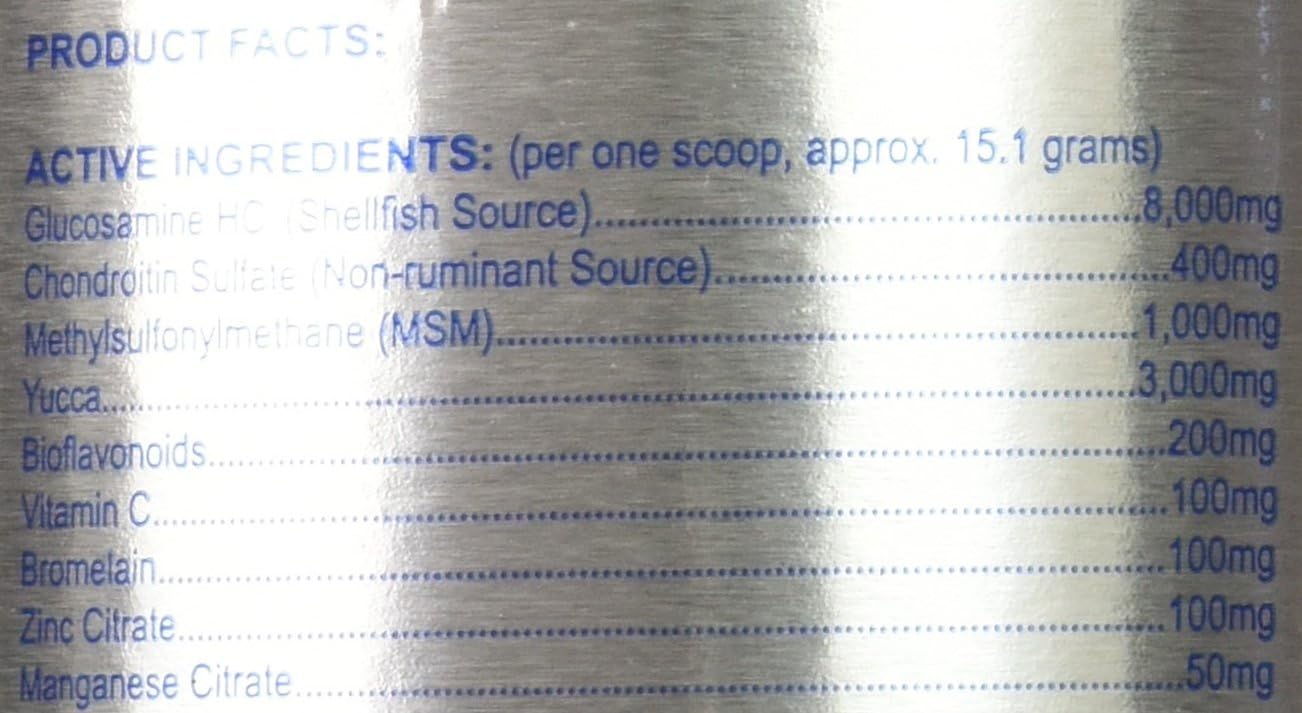 PRODUCT FACTS:
ACTIVE INGREDIENTS: (per one scoop, approx. 15.1 grams)
Glucosamine HC (Shellfish Source)..................................................8,000mg
Chondroitin Sulfate (Non-ruminant Source)..........................................400mg
Methylsulfonylmethane (MSM)........................................................1,000mg
Yucca..............................................................................3,000mg
Bioflavonoids......................................................................200mg
Vitamin C..........................................................................100mg
Bromelain..........................................................................100mg
Zinc Citrate.......................................................................100mg
Manganese Citrate..................................................................50mg